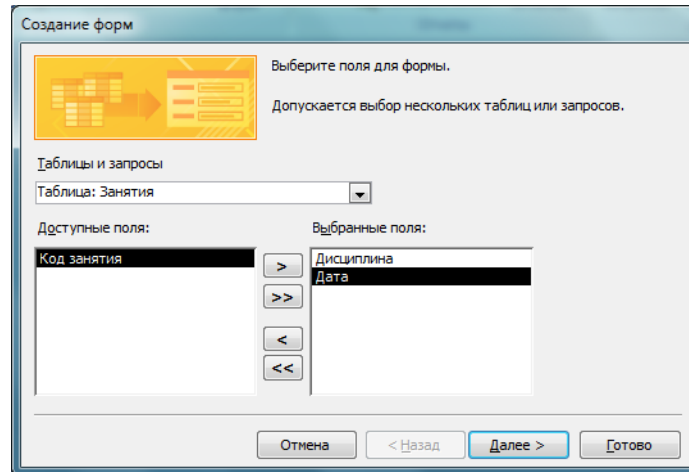 Создание форм
Выберите поля для формы.
Допускается выбор нескольких таблиц или запросов.
Таблицы и запросы
Таблица: Занятия
Доступные поля:
Выбранные поля:
Код занятия
>
>>
<
<<
Дисциплина
Дата
Отмена
< Назад
Далее >
Готово